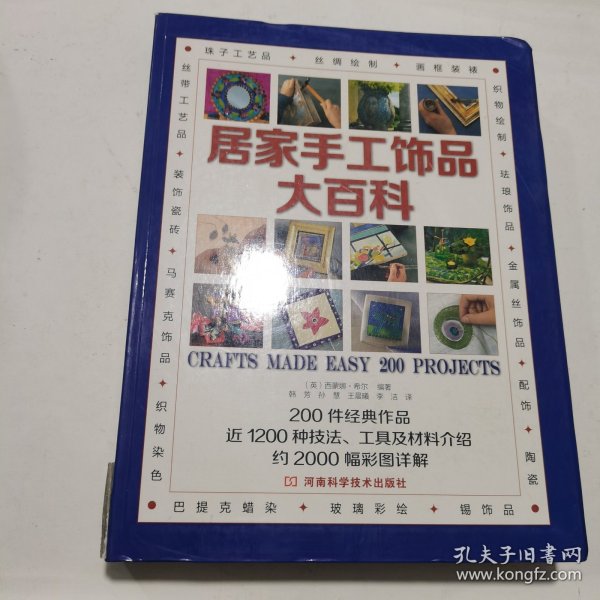 珠子工艺品 ✦ 丝绸绘制 ✦ 画框装裱
丝带工艺品 ✦ 装饰瓷砖 ✦ 马赛克饰品 ✦ 织物染色
织物绘制 ✦ 珐琅饰品 ✦ 金属丝饰品 ✦ 配饰 ✦ 陶瓷
居家手工饰品
大百科
CRAFTS MADE EASY 200 PROJECTS
(英)西蒙娜·希尔 编著
韩芳 孙慧 王晨曦 李洁 译
200件经典作品
近1200种技法、工具及材料介绍
约2000幅彩图详解
河南科学技术出版社
巴提克蜡染 ✦ 玻璃彩绘 ✦ 锡饰品
孔夫子旧书网
www.kongfz.com